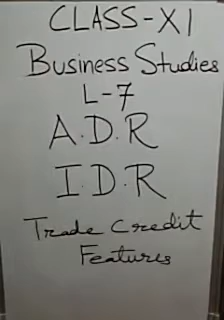 CLASS-XI
Business Studies
L-7
A.D.R
I.D.R
Trade Credit
Features